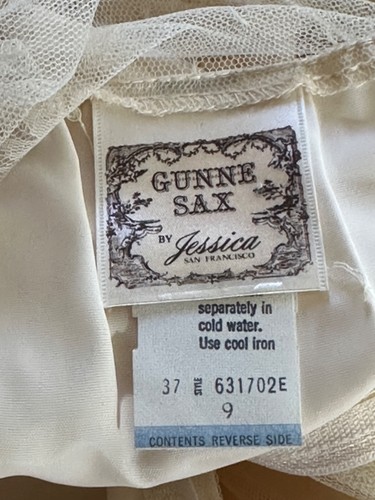 GUNNE
SAX
BY Jessica
SAN FRANCISCO
separately in
cold water.
Use cool iron
37 STYLE 631702E
9
CONTENTS REVERSE SIDE